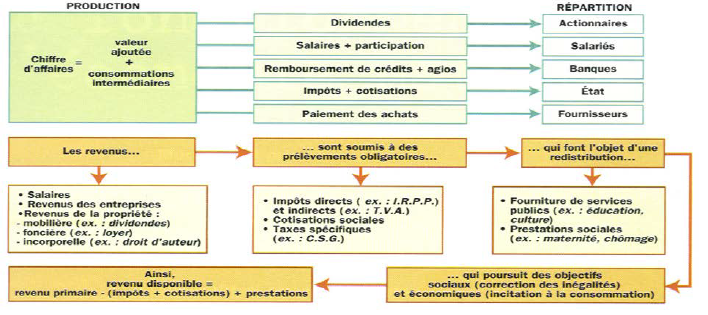 PRODUCTION
RÉPARTITION
Chiffre
d'affaires
=
valeur
ajoutée
+
consommations
intermédiaires
Dividendes
Actionnaires
Salaires + participation
Salariés
Remboursement de crédits + agios
Banques
Impôts + cotisations
État
Paiement des achats
Fournisseurs
Les revenus...
... sont soumis à des
prélèvements obligatoires...
... qui font l'objet d'une
redistribution...
• Salaires
• Revenus des entreprises
•Revenus de la propriété :
- mobilière (ex. : dividendes)
- foncière (ex. : loyer)
- incorporelle (ex. : droit d'auteur)
• Impôts directs ( ex. : I.R.P.P.)
et indirects (ex. : T.V.A.)
• Cotisations sociales
• Taxes spécifiques
(ex. : C.S.G.)
• Fourniture de services
publics (ex. : éducation,
culture)
• Prestations sociales
(ex. : maternité, chômage)
Ainsi,
revenu disponible =
revenu primaire - (impôts + cotisations) + prestations
... qui poursuit des objectifs
sociaux (correction des inégalités)
et économiques (incitation à la consommation)